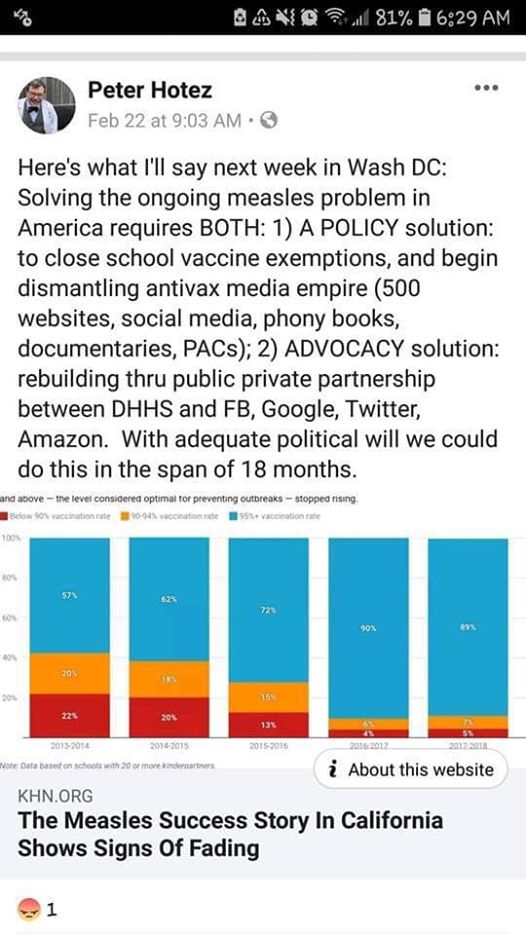 81% 6:29 AM
Peter Hotez
Feb 22 at 9:03 AM •
Here's what I'll say next week in Wash DC:
Solving the ongoing measles problem in
America requires BOTH: 1) A POLICY solution:
to close school vaccine exemptions, and begin
dismantling antivax media empire (500
websites, social media, phony books,
documentaries, PACs); 2) ADVOCACY solution:
rebuilding thru public private partnership
between DHHS and FB, Google, Twitter,
Amazon. With adequate political will we could
do this in the span of 18 months.
and above — the level considered optimal for preventing outbreaks — stopped rising.
Below 90% vaccination rate 90-94% vaccination rate 95%+ vaccination rate
100%
80%
60%
40%
20%
57%
20%
22%
62%
18%
20%
72%
15%
13%
90%
6%
4%
89%
7%
5%
2013-2014 2014-2015 2015-2016 2016-2017 2017-2018
Note: Data based on schools with 20 or more kindergartners.
i About this website
KHN.ORG
The Measles Success Story In California
Shows Signs Of Fading
1